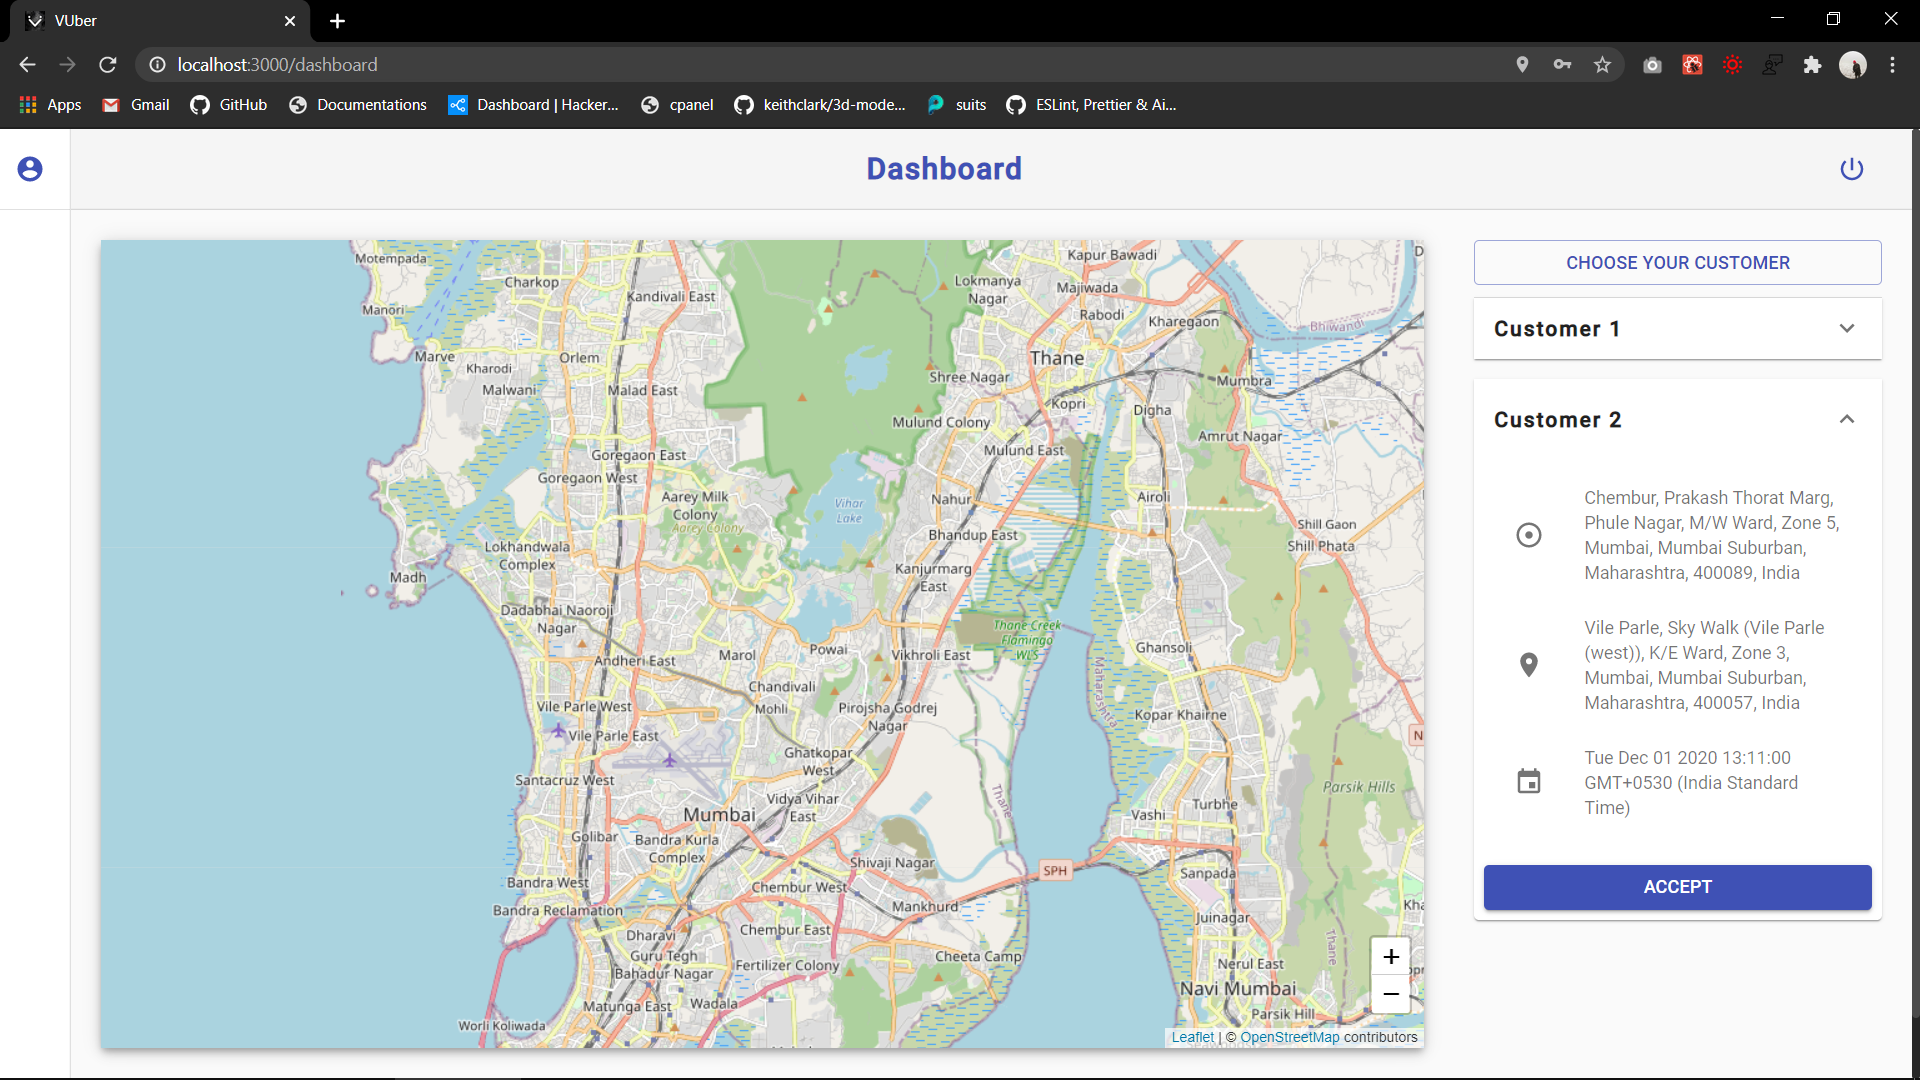 VUber
localhost:3000/dashboard
Apps
Gmail
GitHub
Documentations
Dashboard | Hacker...
cpanel
keithclark/3d-mode...
suits
ESLint, Prettier & Ai...
Dashboard
CHOOSE YOUR CUSTOMER
Customer 1
Customer 2
Chembur, Prakash Thorat Marg,
Phule Nagar, M/W Ward, Zone 5,
Mumbai, Mumbai Suburban,
Maharashtra, 400089, India
Vile Parle, Sky Walk (Vile Parle
(west)), K/E Ward, Zone 3,
Mumbai, Mumbai Suburban,
Maharashtra, 400057, India
Tue Dec 01 2020 13:11:00
GMT+0530 (India Standard
Time)
ACCEPT
Motempada
Charkop
Kandivali East
Manori
Marve
Kharodi
Orlem
Malwani
Malad East
Goregaon East
Goregaon West
Aarey Milk
Colony
Aarey Colony
Lokhandwala
Complex
Madh
Dadabhai Naoroji
Nagar
Andheri East
Marol
Powai
Chandivali
Mohli
Vile Parle West
Vile Parle East
Santacruz West
Mumbai
Golibar
Bandra Kurla
Complex
Bandra West
Bandra Reclamation
Dharavi
Guru Tegh
Bahadur Nagar
Matunga East
Wadala
Worli Koliwada
Lokmanya
Nagar
Kapur Bawadi
Majiwada
Rabodi
Kharegaon
Bhiwandi
Thane
Shree Nagar
Kopri
Digha
Mumbra
Mulund Colony
Mulund East
Amrut Nagar
Vihar
Lake
Nahur
Airoli
Bhandup East
Shill Gaon
Shill Phata
Kanjurmarg
East
Thane Creek
Flamingo
WLS
Vikhroli East
Ghansoli
Maharashtra
Pirojsha Godrej
Nagar
Kopar Khairne
N
Ghatkopar
West
Vidya Vihar
East
Thane
Parsik Hills
Turbhe
Vashi
Shivaji Nagar
SPH
Sanpada
Chembur West
Mankhurd
Juinagar
Kha
Chembur East
Thane
Fertilizer Colony
Cheeta Camp
Nerul East
Navi Mumbai
Parsik Hill
+
−
Leaflet | © OpenStreetMap contributors